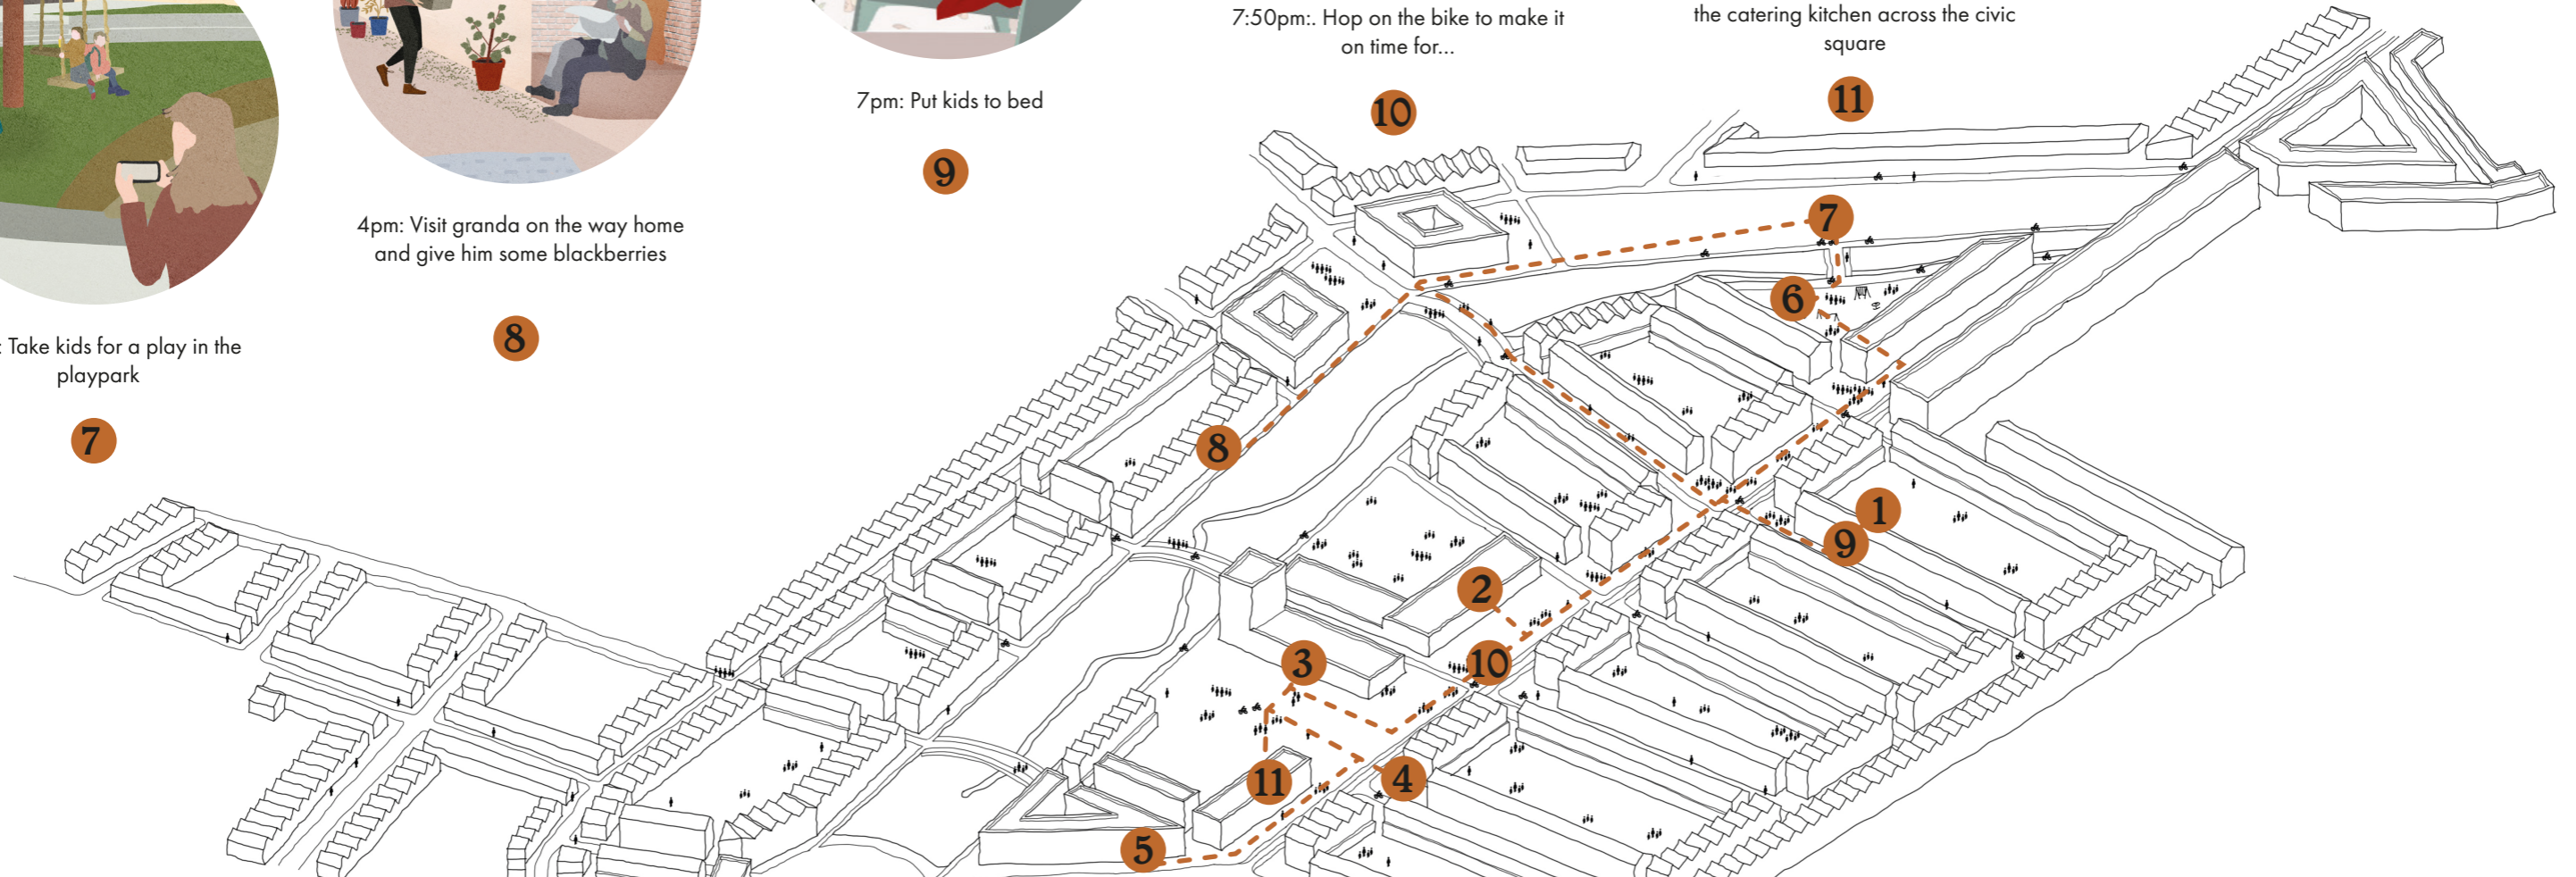 7:50pm:. Hop on the bike to make it
on time for...
10
the catering kitchen across the civic
square
11
7pm: Put kids to bed
9
4pm: Visit granda on the way home
and give him some blackberries
8
: Take kids for a play in the
playpark
7
7
6
8
1
9
2
3
10
11
4
5